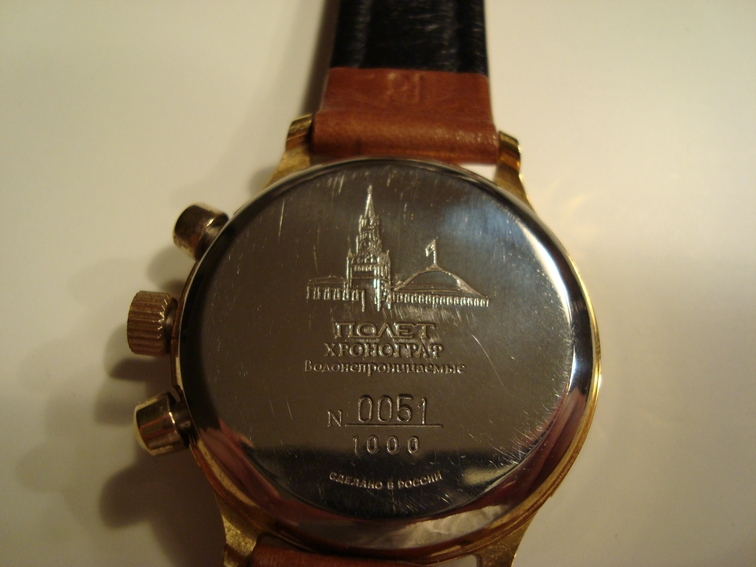 ПОЛЕТ
ХРОНОГРАФ
Водонепроницаемые
N 0051
1000
СДЕЛАНО В РОССИИ